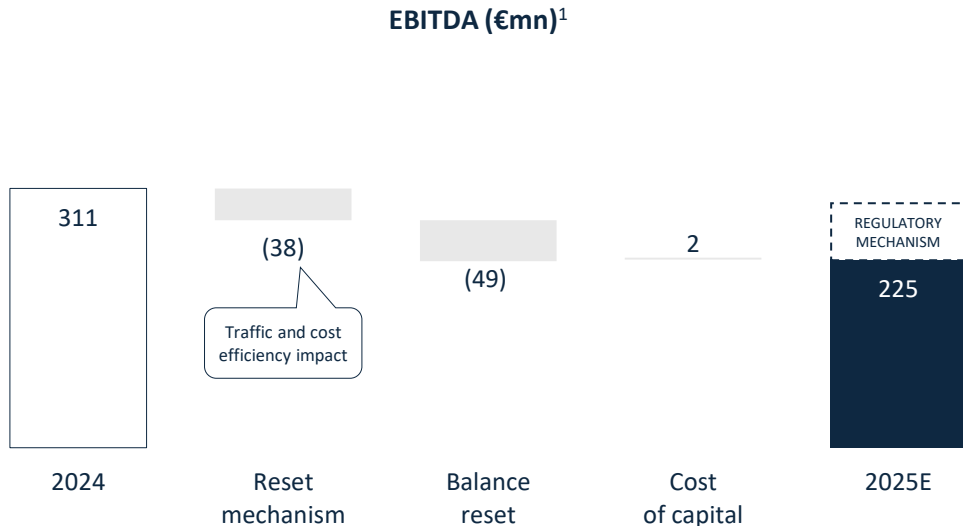 EBITDA (€mn)1
311
(38)
Traffic and cost
efficiency impact
(49)
2
REGULATORY
MECHANISM
225
2024
Reset
mechanism
Balance
reset
Cost
of capital
2025E